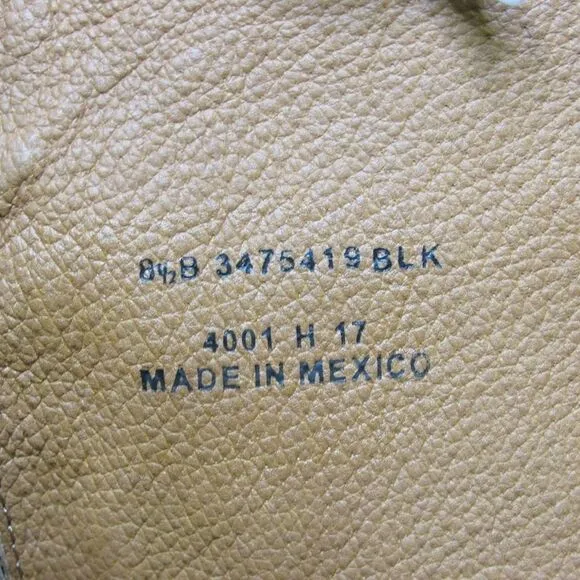 8½B 3475419 BLK
4001 H 17
MADE IN MEXICO